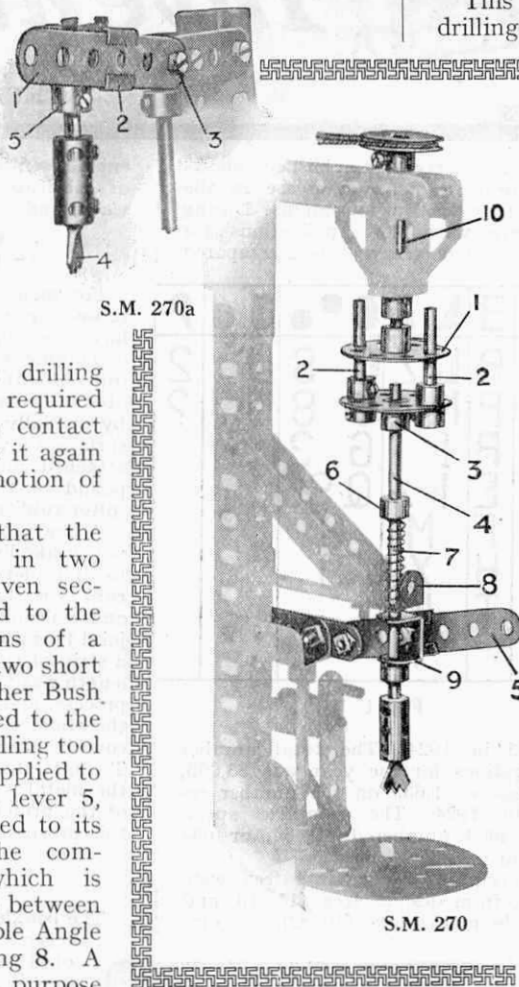 This
drilling
1
2
3
5
4
S.M. 270a
drilling
required
contact
it again
notion of
that the
in two
ven sec-
d to the
ns of a
two short
her Bush
ed to the
lling tool
pplied to
lever 5,
ed to its
he com-
which is
between
ble Angle
ng 8. A
purpose
10
1
2 2
3
6
4
7
8
5
9
S.M. 270